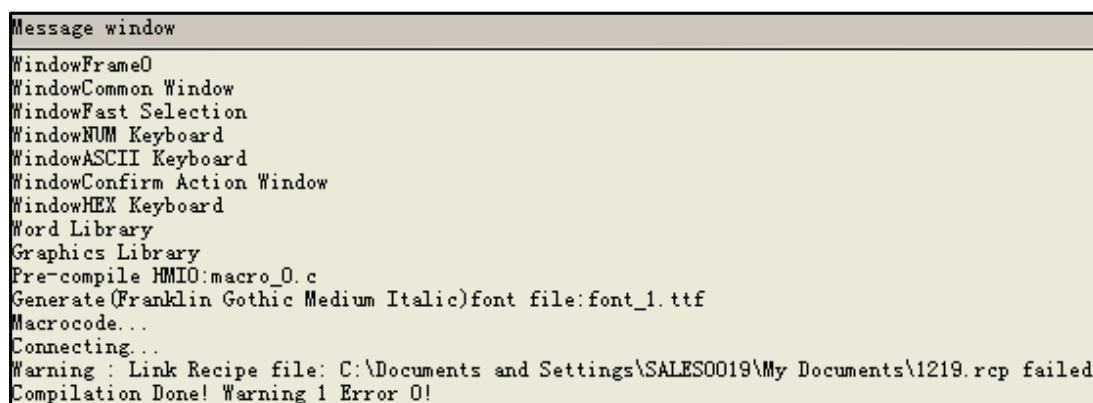 Message window
WindowFrame0
WindowCommon Window
WindowFast Selection
WindowNUM Keyboard
WindowASCII Keyboard
WindowConfirm Action Window
WindowHEX Keyboard
Word Library
Graphics Library
Pre-compile HMI0:macro_0.c
Generate(Franklin Gothic Medium Italic)font file:font_1.ttf
Macrocode...
Connecting...
Warning : Link Recipe file: C:\Documents and Settings\SALES0019\My Documents\1219.rcp failed
Compilation Done! Warning 1 Error 0!